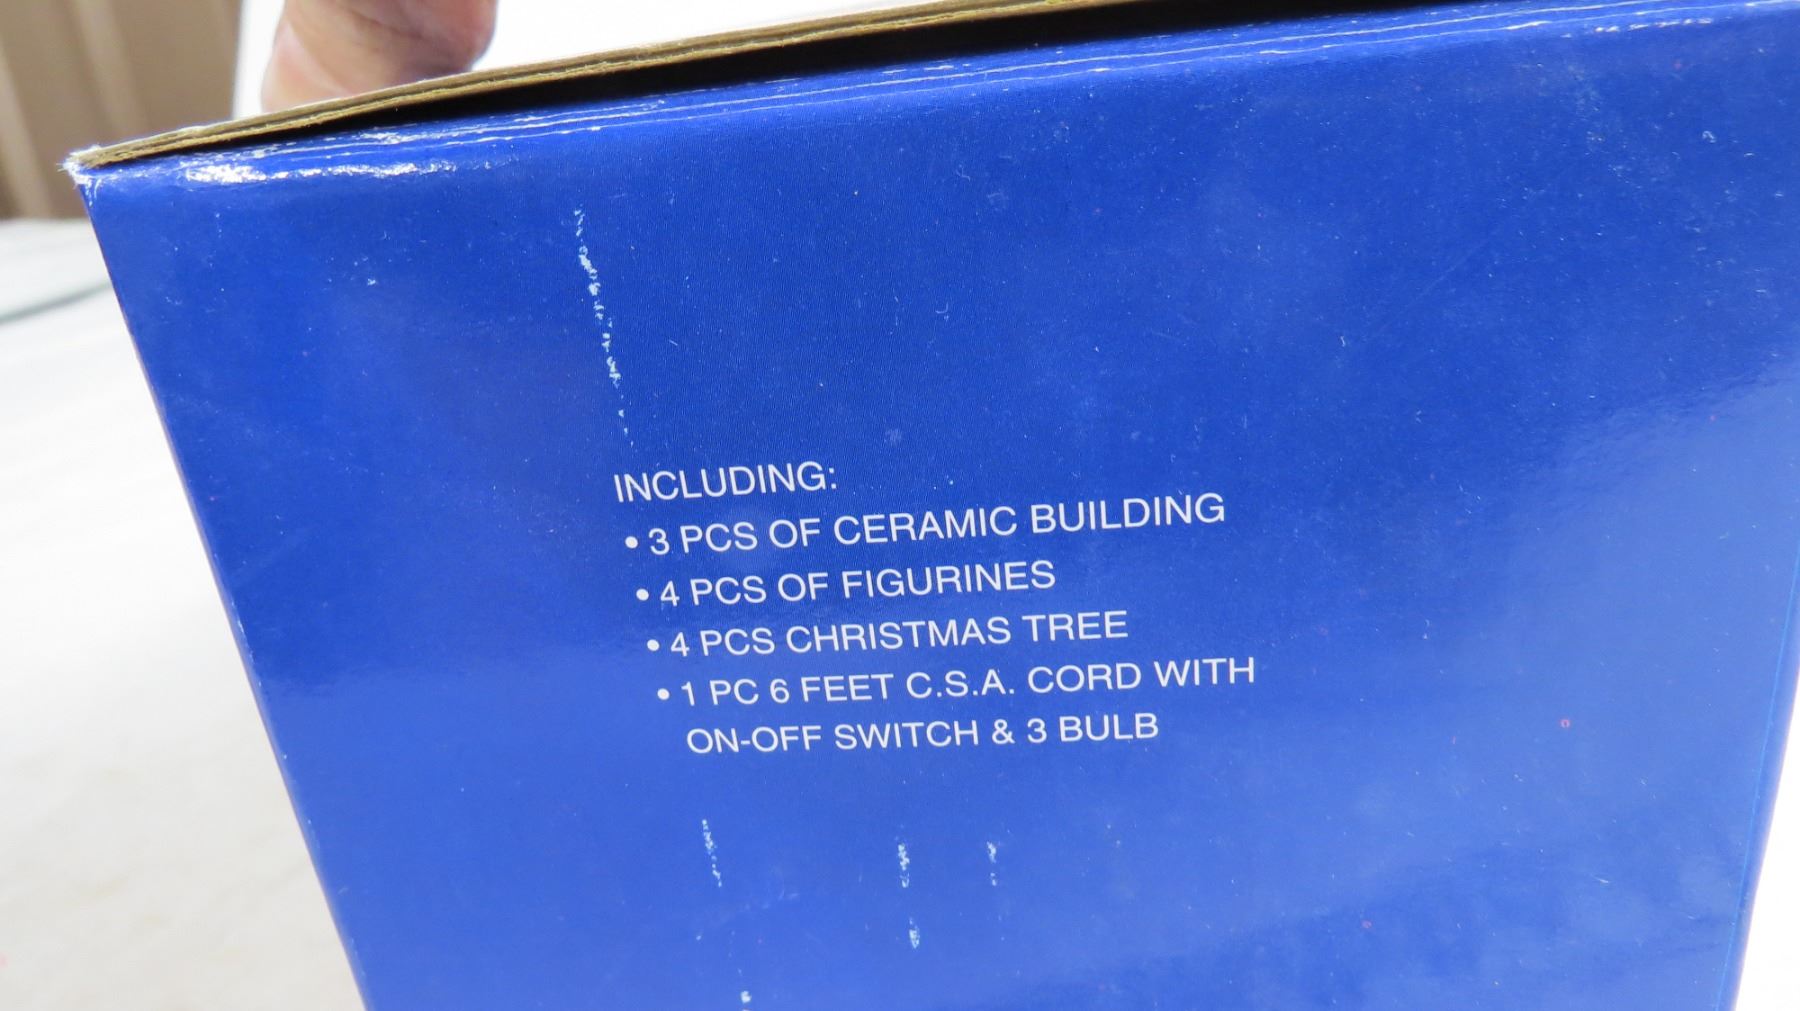 INCLUDING:
• 3 PCS OF CERAMIC BUILDING
• 4 PCS OF FIGURINES
• 4 PCS CHRISTMAS TREE
• 1 PC 6 FEET C.S.A. CORD WITH
ON-OFF SWITCH & 3 BULB